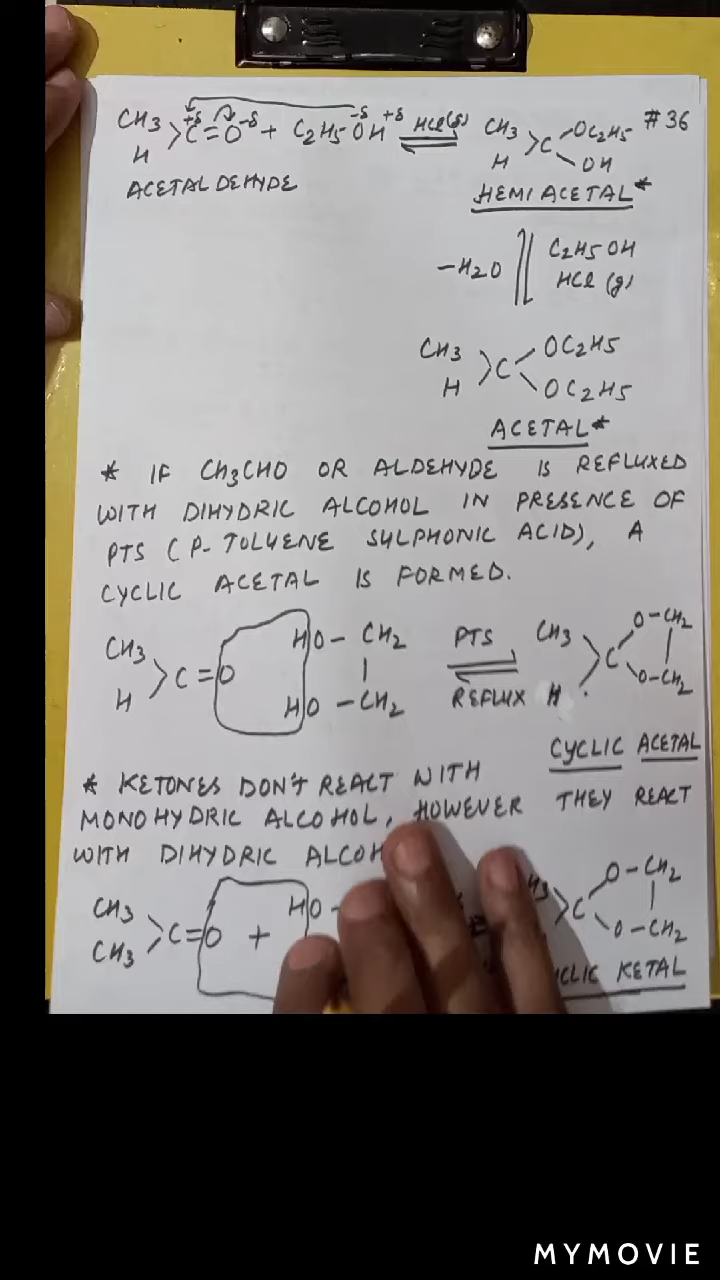 CH3 +δ -δ -δ +δ HCl(g) CH3 OC2H5 #36
>C=O + C2H5OH ⇌ >C
H H OH
ACETALDEHYDE HEMIACETAL*
-H2O C2H5OH
HCl (g)
CH3 OC2H5
>C
H OC2H5
ACETAL*
* IF CH3CHO OR ALDEHYDE IS REFLUXED
WITH DIHYDRIC ALCOHOL IN PRESENCE OF
PTS (P-TOLUENE SULPHONIC ACID), A
CYCLIC ACETAL IS FORMED.
CH3 HO-CH2 PTS CH3 O-CH2
>C=O | ⇌ >C |
H HO-CH2 REFLUX H O-CH2
CYCLIC ACETAL
* KETONES DON'T REACT WITH
MONOHYDRIC ALCOHOL, HOWEVER THEY REACT
WITH DIHYDRIC ALCOH
CH3 HO- H3 O-CH2
>C=O + >C |
CH3 O-CH2
CLIC KETAL
MYMOVIE